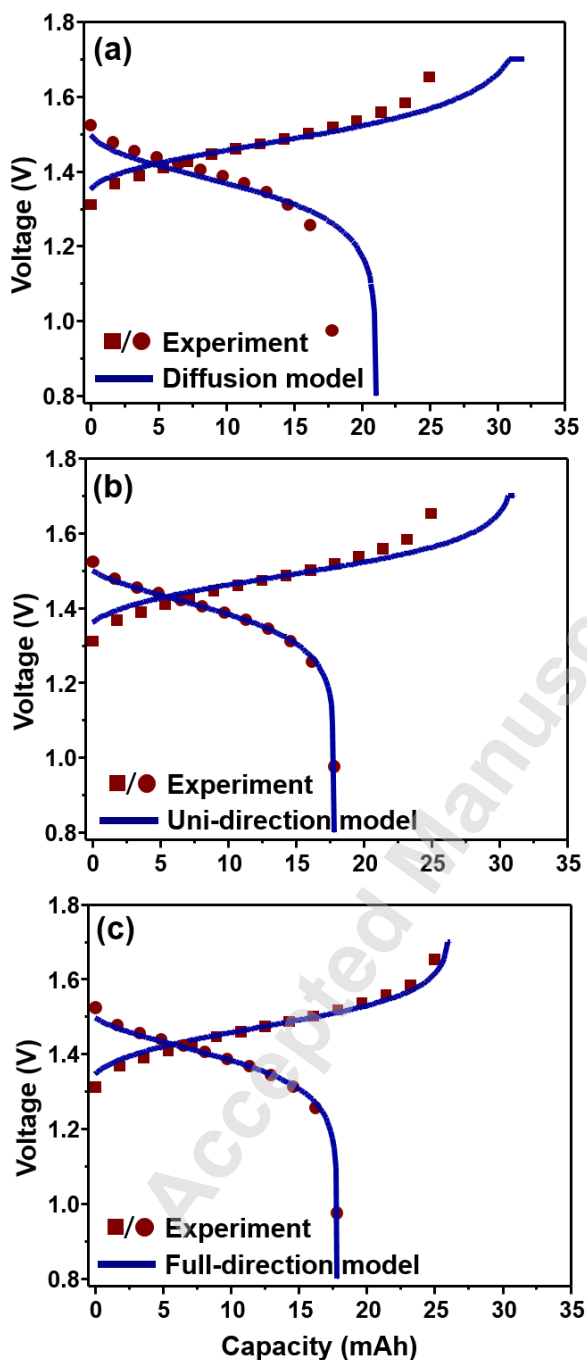 (a)
Voltage (V)
1.8
1.6
1.4
1.2
1.0
0.8
■/● Experiment
Diffusion model
0 5 10 15 20 25 30 35
(b)
Voltage (V)
1.8
1.6
1.4
1.2
1.0
0.8
■/● Experiment
Uni-direction model
0 5 10 15 20 25 30 35
(c)
Voltage (V)
1.8
1.6
1.4
1.2
1.0
0.8
■/● Experiment
Full-direction model
0 5 10 15 20 25 30 35
Capacity (mAh)
Accepted Manusc